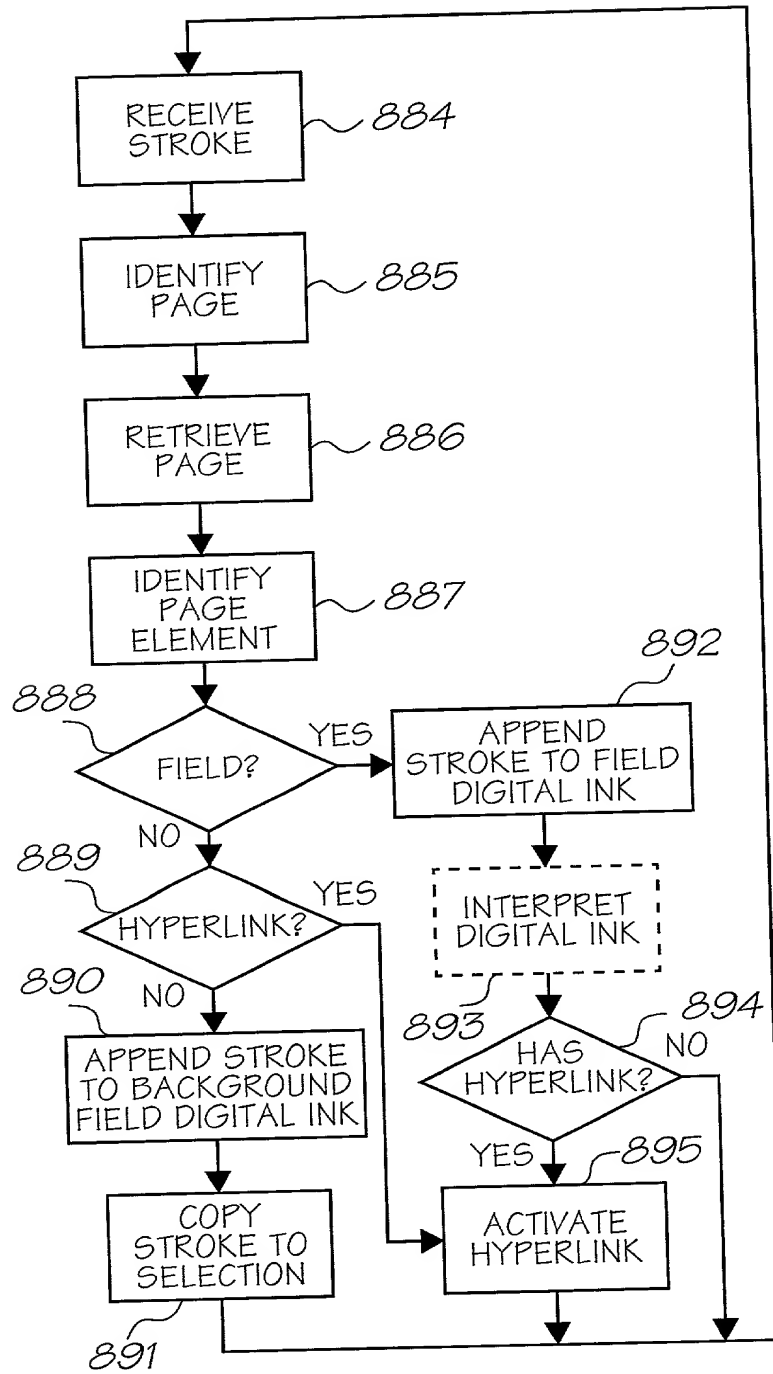 RECEIVE
STROKE
884
IDENTIFY
PAGE
885
RETRIEVE
PAGE
886
IDENTIFY
PAGE
ELEMENT
887
888
FIELD?
YES
NO
892
APPEND
STROKE TO FIELD
DIGITAL INK
889
HYPERLINK?
YES
NO
INTERPRET
DIGITAL INK
893
890
APPEND STROKE
TO BACKGROUND
FIELD DIGITAL INK
894
HAS
HYPERLINK?
NO
YES
895
COPY
STROKE TO
SELECTION
891
ACTIVATE
HYPERLINK